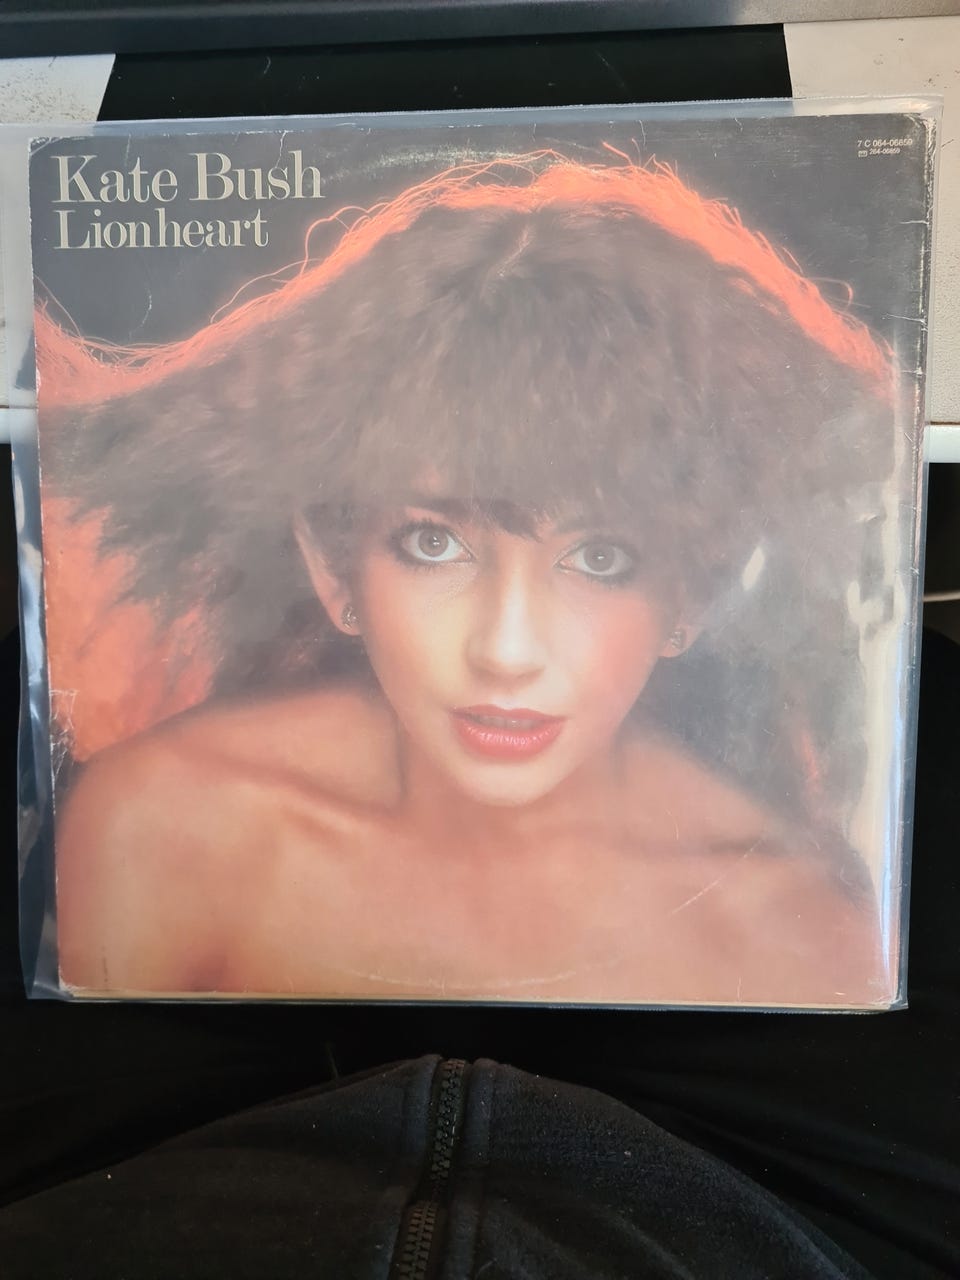 Kate Bush
Lionheart
7 C 064-06859
264-06859